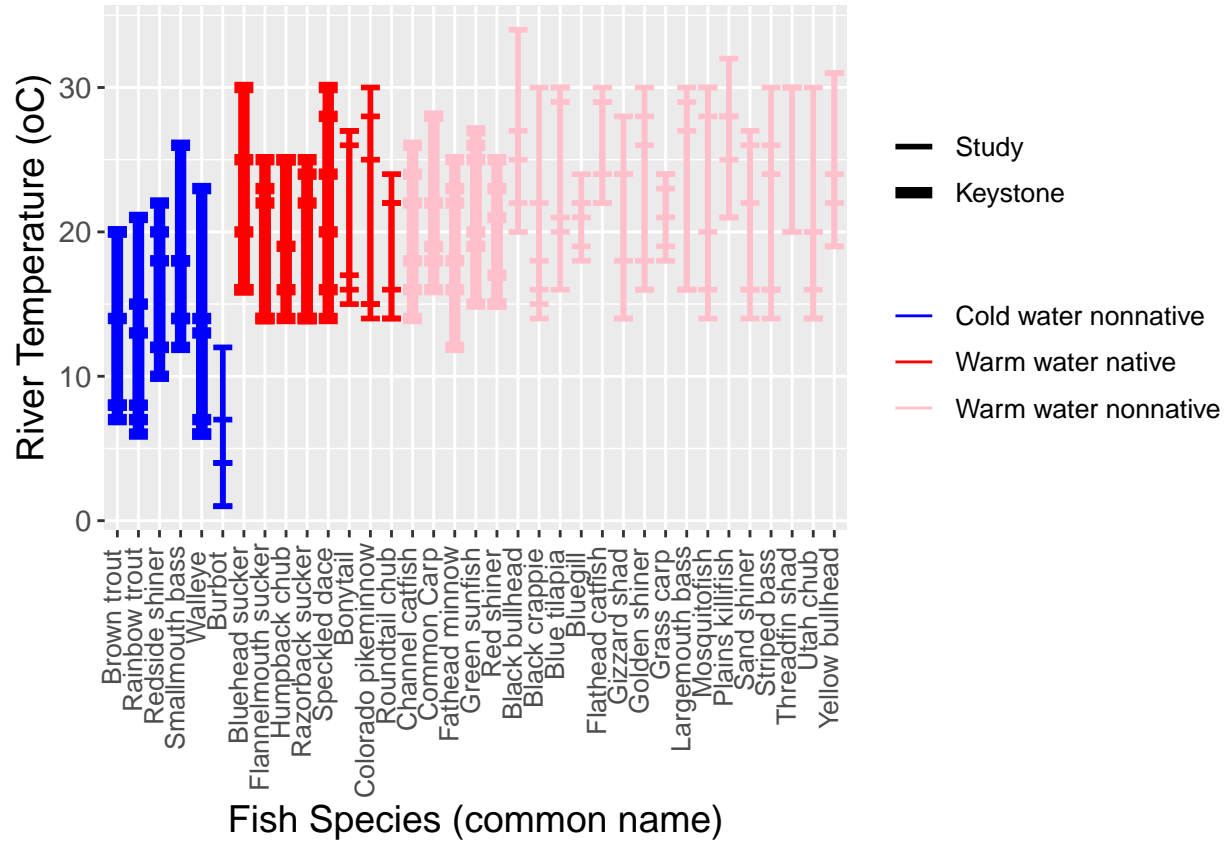 River Temperature (oC)
30
20
10
0
Brown trout
Rainbow trout
Redside shiner
Smallmouth bass
Walleye
Burbot
Bluehead sucker
Flannelmouth sucker
Humpback chub
Razorback sucker
Speckled dace
Bonytail
Colorado pikeminnow
Roundtail chub
Channel catfish
Common Carp
Fathead minnow
Green sunfish
Red shiner
Black bullhead
Black crappie
Blue tilapia
Bluegill
Flathead catfish
Gizzard shad
Golden shiner
Grass carp
Largemouth bass
Mosquitofish
Plains killifish
Sand shiner
Striped bass
Threadfin shad
Utah chub
Yellow bullhead
Fish Species (common name)
Study
Keystone
Cold water nonnative
Warm water native
Warm water nonnative